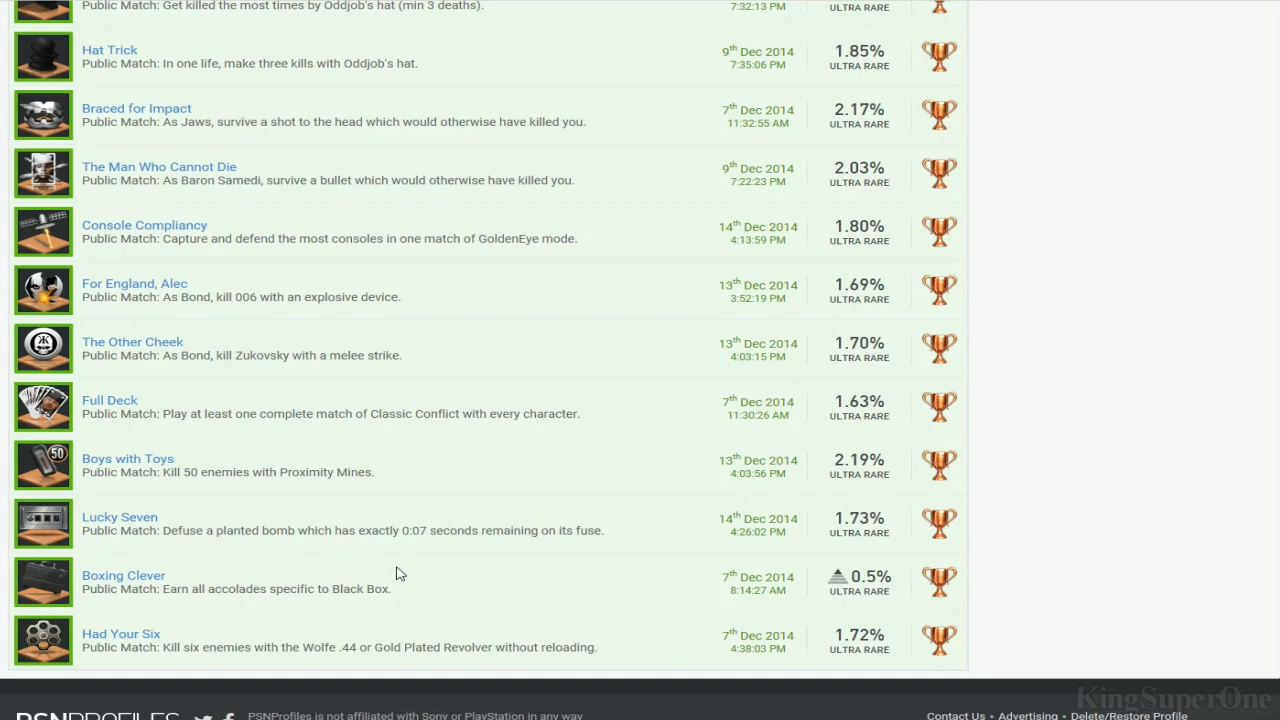 Public Match: Get killed the most times by Oddjob's hat (min 3 deaths).
7:32:13 PM
ULTRA RARE
Hat Trick
Public Match: In one life, make three kills with Oddjob's hat.
9th Dec 2014
7:35:06 PM
1.85%
ULTRA RARE
Braced for Impact
Public Match: As Jaws, survive a shot to the head which would otherwise have killed you.
7th Dec 2014
11:32:55 AM
2.17%
ULTRA RARE
The Man Who Cannot Die
Public Match: As Baron Samedi, survive a bullet which would otherwise have killed you.
9th Dec 2014
7:22:23 PM
2.03%
ULTRA RARE
Console Compliancy
Public Match: Capture and defend the most consoles in one match of GoldenEye mode.
14th Dec 2014
4:13:59 PM
1.80%
ULTRA RARE
For England, Alec
Public Match: As Bond, kill 006 with an explosive device.
13th Dec 2014
3:52:19 PM
1.69%
ULTRA RARE
The Other Cheek
Public Match: As Bond, kill Zukovsky with a melee strike.
13th Dec 2014
4:03:15 PM
1.70%
ULTRA RARE
Full Deck
Public Match: Play at least one complete match of Classic Conflict with every character.
7th Dec 2014
11:30:26 AM
1.63%
ULTRA RARE
50
Boys with Toys
Public Match: Kill 50 enemies with Proximity Mines.
13th Dec 2014
4:03:56 PM
2.19%
ULTRA RARE
Lucky Seven
Public Match: Defuse a planted bomb which has exactly 0:07 seconds remaining on its fuse.
14th Dec 2014
4:26:02 PM
1.73%
ULTRA RARE
Boxing Clever
Public Match: Earn all accolades specific to Black Box.
7th Dec 2014
8:14:27 AM
0.5%
ULTRA RARE
Had Your Six
Public Match: Kill six enemies with the Wolfe .44 or Gold Plated Revolver without reloading.
7th Dec 2014
4:38:03 PM
1.72%
ULTRA RARE
KingSuperOne
PSNPROFILES
PSNProfiles is not affiliated with Sony or PlayStation in any way
Contact Us • Advertising • Delete/Restore Profile